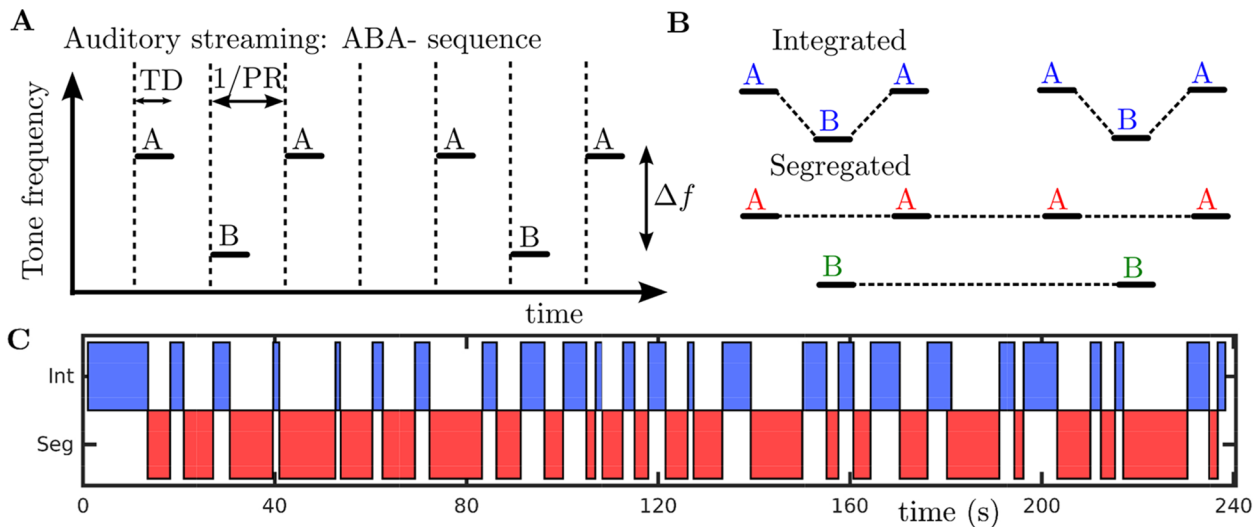 A
Auditory streaming: ABA- sequence
TD
1/PR
Tone frequency
A
A
A
A
B
B
Δf
time
B
Integrated
A
A
A
A
B
B
Segregated
A
A
A
A
B
B
C
Int
Seg
0
40
80
120
160
200
240
time (s)